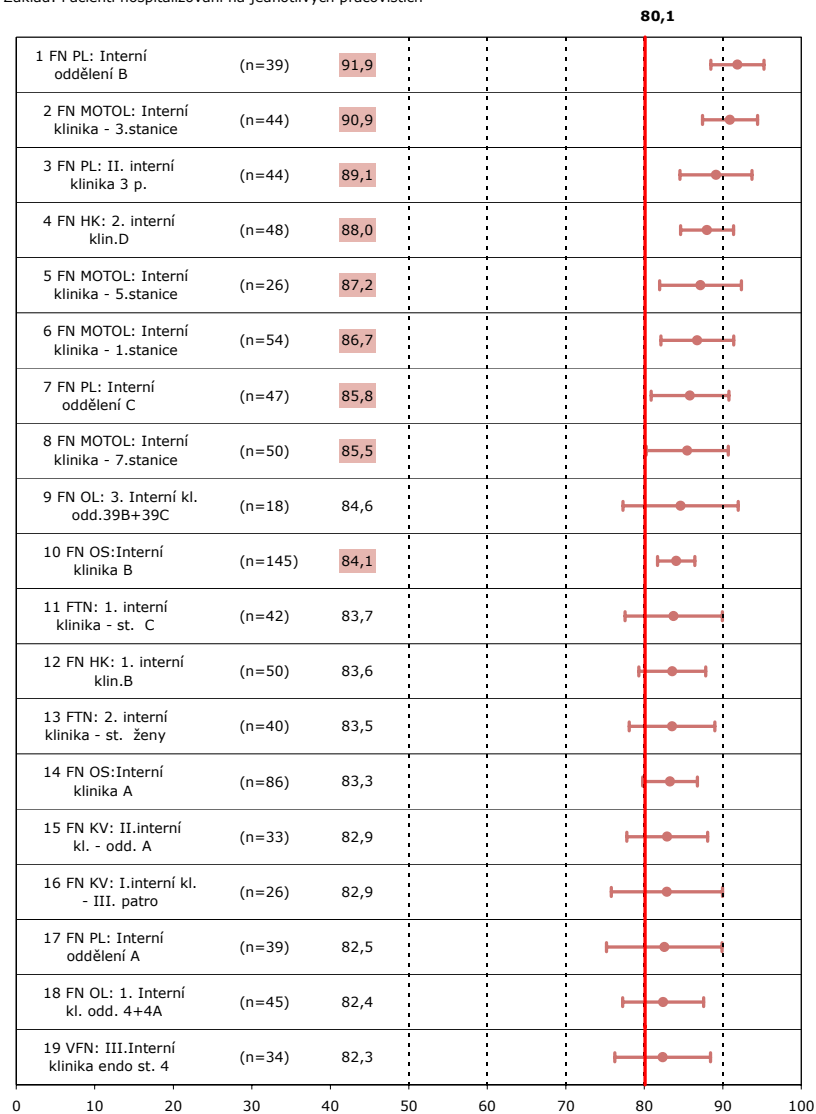 Základ: Pacienti hospitalizovaní na jednotlivých pracovištích
80,1
1 FN PL: Interní
oddělení B
(n=39)
91,9
2 FN MOTOL: Interní
klinika - 3.stanice
(n=44)
90,9
3 FN PL: II. interní
klinika 3 p.
(n=44)
89,1
4 FN HK: 2. interní
klin.D
(n=48)
88,0
5 FN MOTOL: Interní
klinika - 5.stanice
(n=26)
87,2
6 FN MOTOL: Interní
klinika - 1.stanice
(n=54)
86,7
7 FN PL: Interní
oddělení C
(n=47)
85,8
8 FN MOTOL: Interní
klinika - 7.stanice
(n=50)
85,5
9 FN OL: 3. Interní kl.
odd.39B+39C
(n=18)
84,6
10 FN OS:Interní
klinika B
(n=145)
84,1
11 FTN: 1. interní
klinika - st. C
(n=42)
83,7
12 FN HK: 1. interní
klin.B
(n=50)
83,6
13 FTN: 2. interní
klinika - st. ženy
(n=40)
83,5
14 FN OS:Interní
klinika A
(n=86)
83,3
15 FN KV: II.interní
kl. - odd. A
(n=33)
82,9
16 FN KV: I.interní kl.
- III. patro
(n=26)
82,9
17 FN PL: Interní
oddělení A
(n=39)
82,5
18 FN OL: 1. Interní
kl. odd. 4+4A
(n=45)
82,4
19 VFN: III.Interní
klinika endo st. 4
(n=34)
82,3
0 10 20 30 40 50 60 70 80 90 100